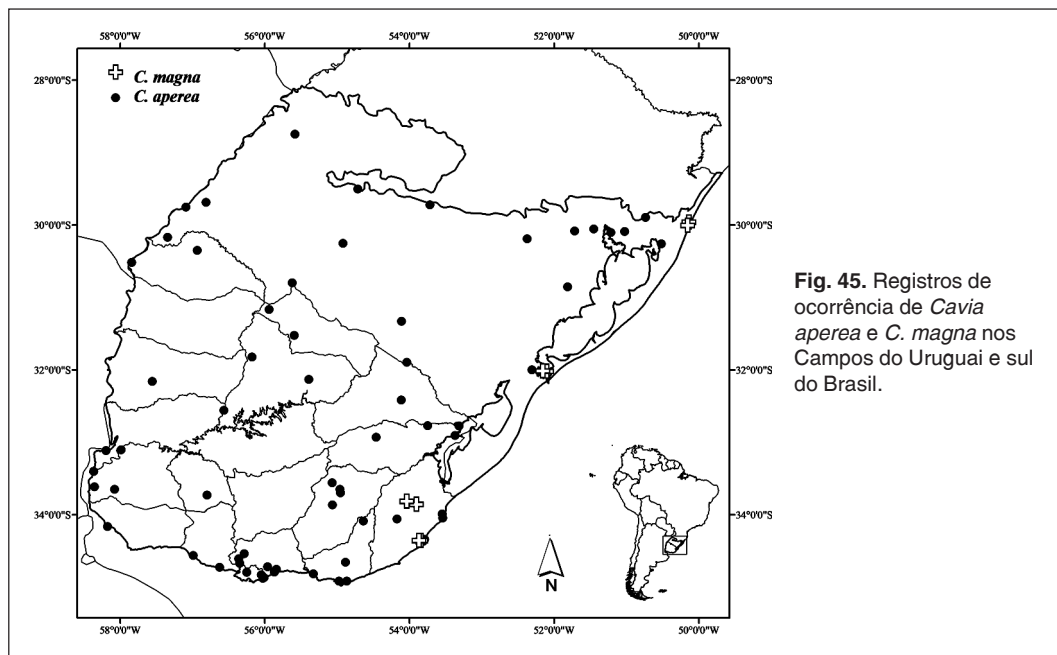 58°0'0"W 56°0'0"W 54°0'0"W 52°0'0"W 50°0'0"W
C. magna
C. aperea
28°0'0"S 28°0'0"S
30°0'0"S 30°0'0"S
32°0'0"S 32°0'0"S
34°0'0"S 34°0'0"S
N
58°0'0"W 56°0'0"W 54°0'0"W 52°0'0"W 50°0'0"W
Fig. 45. Registros de
ocorrência de Cavia
aperea e C. magna nos
Campos do Uruguai e sul
do Brasil.